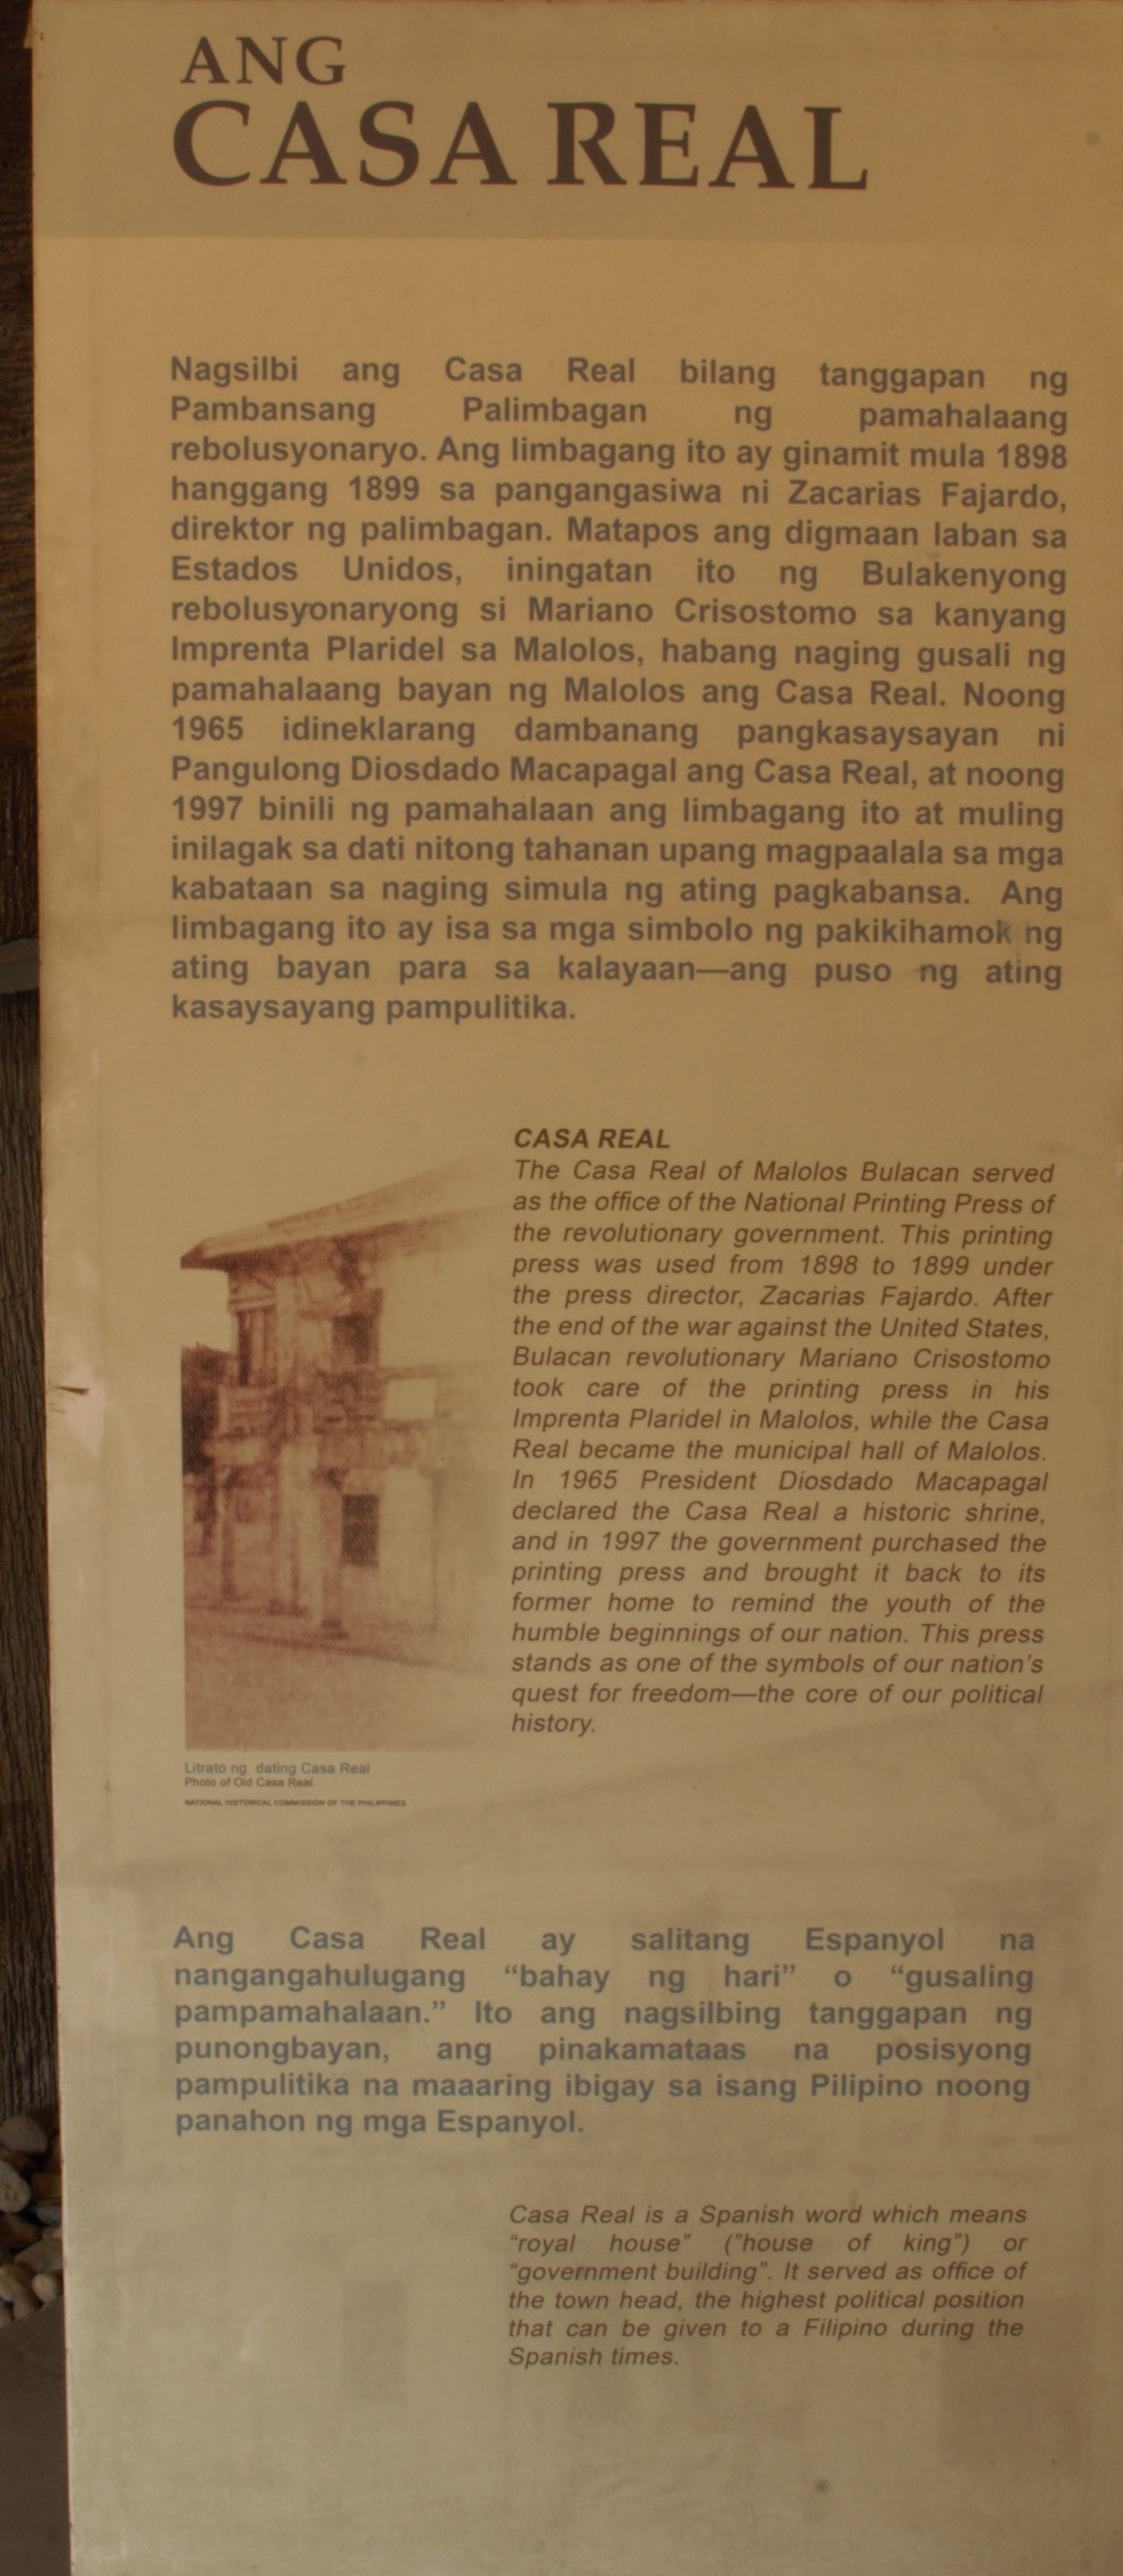 ANG
CASA REAL
Nagsilbi ang Casa Real bilang tanggapan ng
Pambansang Palimbagan ng pamahalaang
rebolusyonaryo. Ang limbagang ito ay ginamit mula 1898
hanggang 1899 sa pangangasiwa ni Zacarias Fajardo,
direktor ng palimbagan. Matapos ang digmaan laban sa
Estados Unidos, iningatan ito ng Bulakenyong
rebolusyonaryong si Mariano Crisostomo sa kanyang
Imprenta Plaridel sa Malolos, habang naging gusali ng
pamahalaang bayan ng Malolos ang Casa Real. Noong
1965 idineklarang dambanang pangkasaysayan ni
Pangulong Diosdado Macapagal ang Casa Real, at noong
1997 binili ng pamahalaan ang limbagang ito at muling
inilagak sa dati nitong tahanan upang magpaalala sa mga
kabataan sa naging simula ng ating pagkabansa. Ang
limbagang ito ay isa sa mga simbolo ng pakikihamok ng
ating bayan para sa kalayaan—ang puso ng ating
kasaysayang pampulitika.
CASA REAL
The Casa Real of Malolos Bulacan served
as the office of the National Printing Press of
the revolutionary government. This printing
press was used from 1898 to 1899 under
the press director, Zacarias Fajardo. After
the end of the war against the United States,
Bulacan revolutionary Mariano Crisostomo
took care of the printing press in his
Imprenta Plaridel in Malolos, while the Casa
Real became the municipal hall of Malolos.
In 1965 President Diosdado Macapagal
declared the Casa Real a historic shrine,
and in 1997 the government purchased the
printing press and brought it back to its
former home to remind the youth of the
humble beginnings of our nation. This press
stands as one of the symbols of our nation's
quest for freedom—the core of our political
history.
Litrato ng dating Casa Real
Photo of Old Casa Real
NATIONAL HISTORICAL COMMISSION OF THE PHILIPPINES
Ang Casa Real ay salitang Espanyol na
nangangahulugang “bahay ng hari” o “gusaling
pampamahalaan.” Ito ang nagsilbing tanggapan ng
punongbayan, ang pinakamataas na posisyong
pampulitika na maaaring ibigay sa isang Pilipino noong
panahon ng mga Espanyol.
Casa Real is a Spanish word which means
“royal house” (”house of king”) or
“government building”. It served as office of
the town head, the highest political position
that can be given to a Filipino during the
Spanish times.